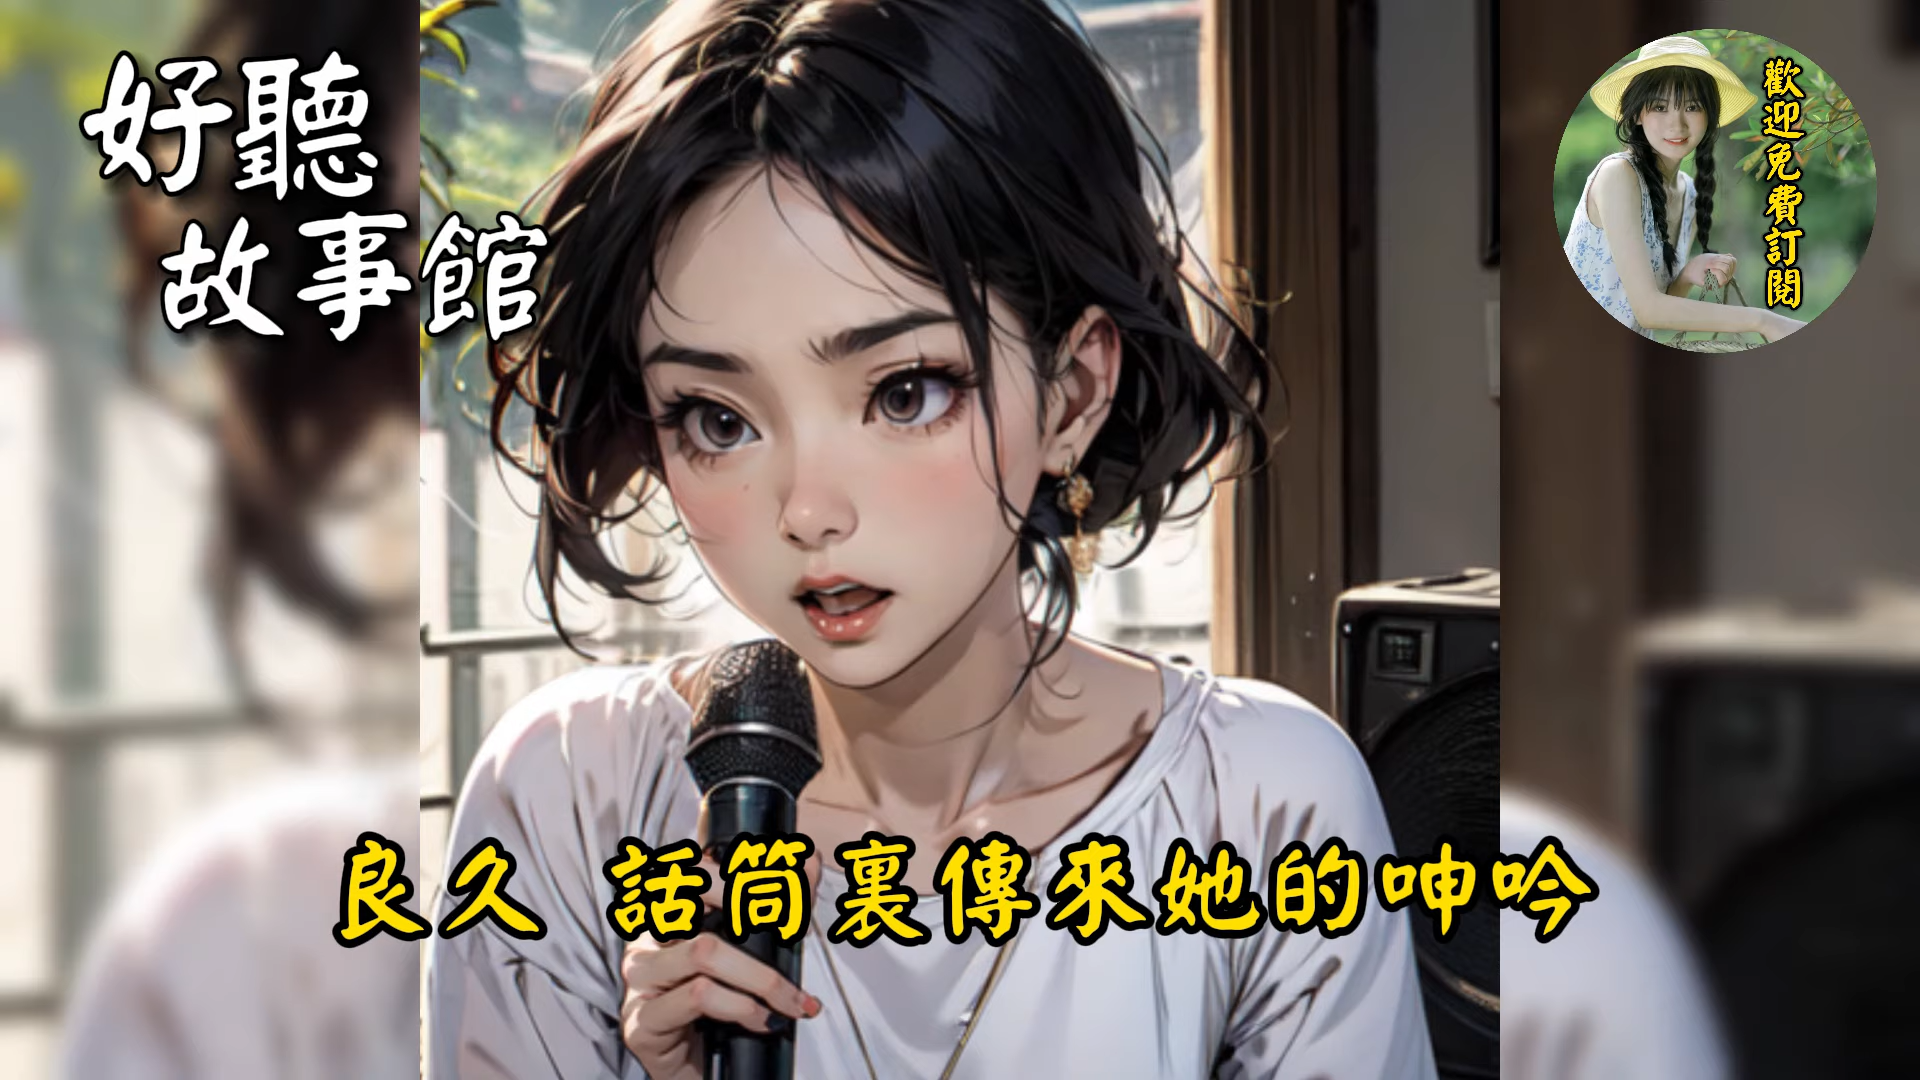 好聽
故事館
歡迎免費訂閱
良久 話筒裏傳來她的呻吟